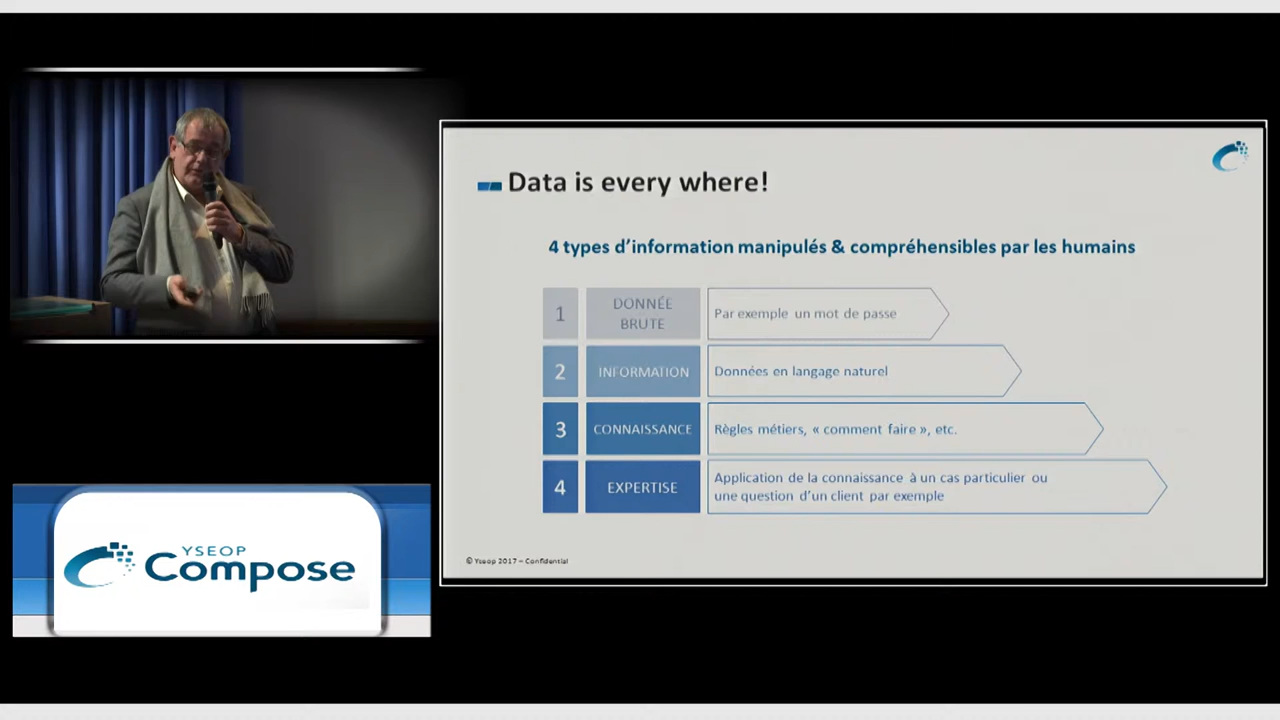 Data is every where!
4 types d'information manipulés & compréhensibles par les humains
1
DONNÉE
BRUTE
Par exemple un mot de passe
2
INFORMATION
Données en langage naturel
3
CONNAISSANCE
Règles métiers, « comment faire », etc.
4
EXPERTISE
Application de la connaissance à un cas particulier ou
une question d'un client par exemple
© Yseop 2017 – Confidential
YSEOP
Compose